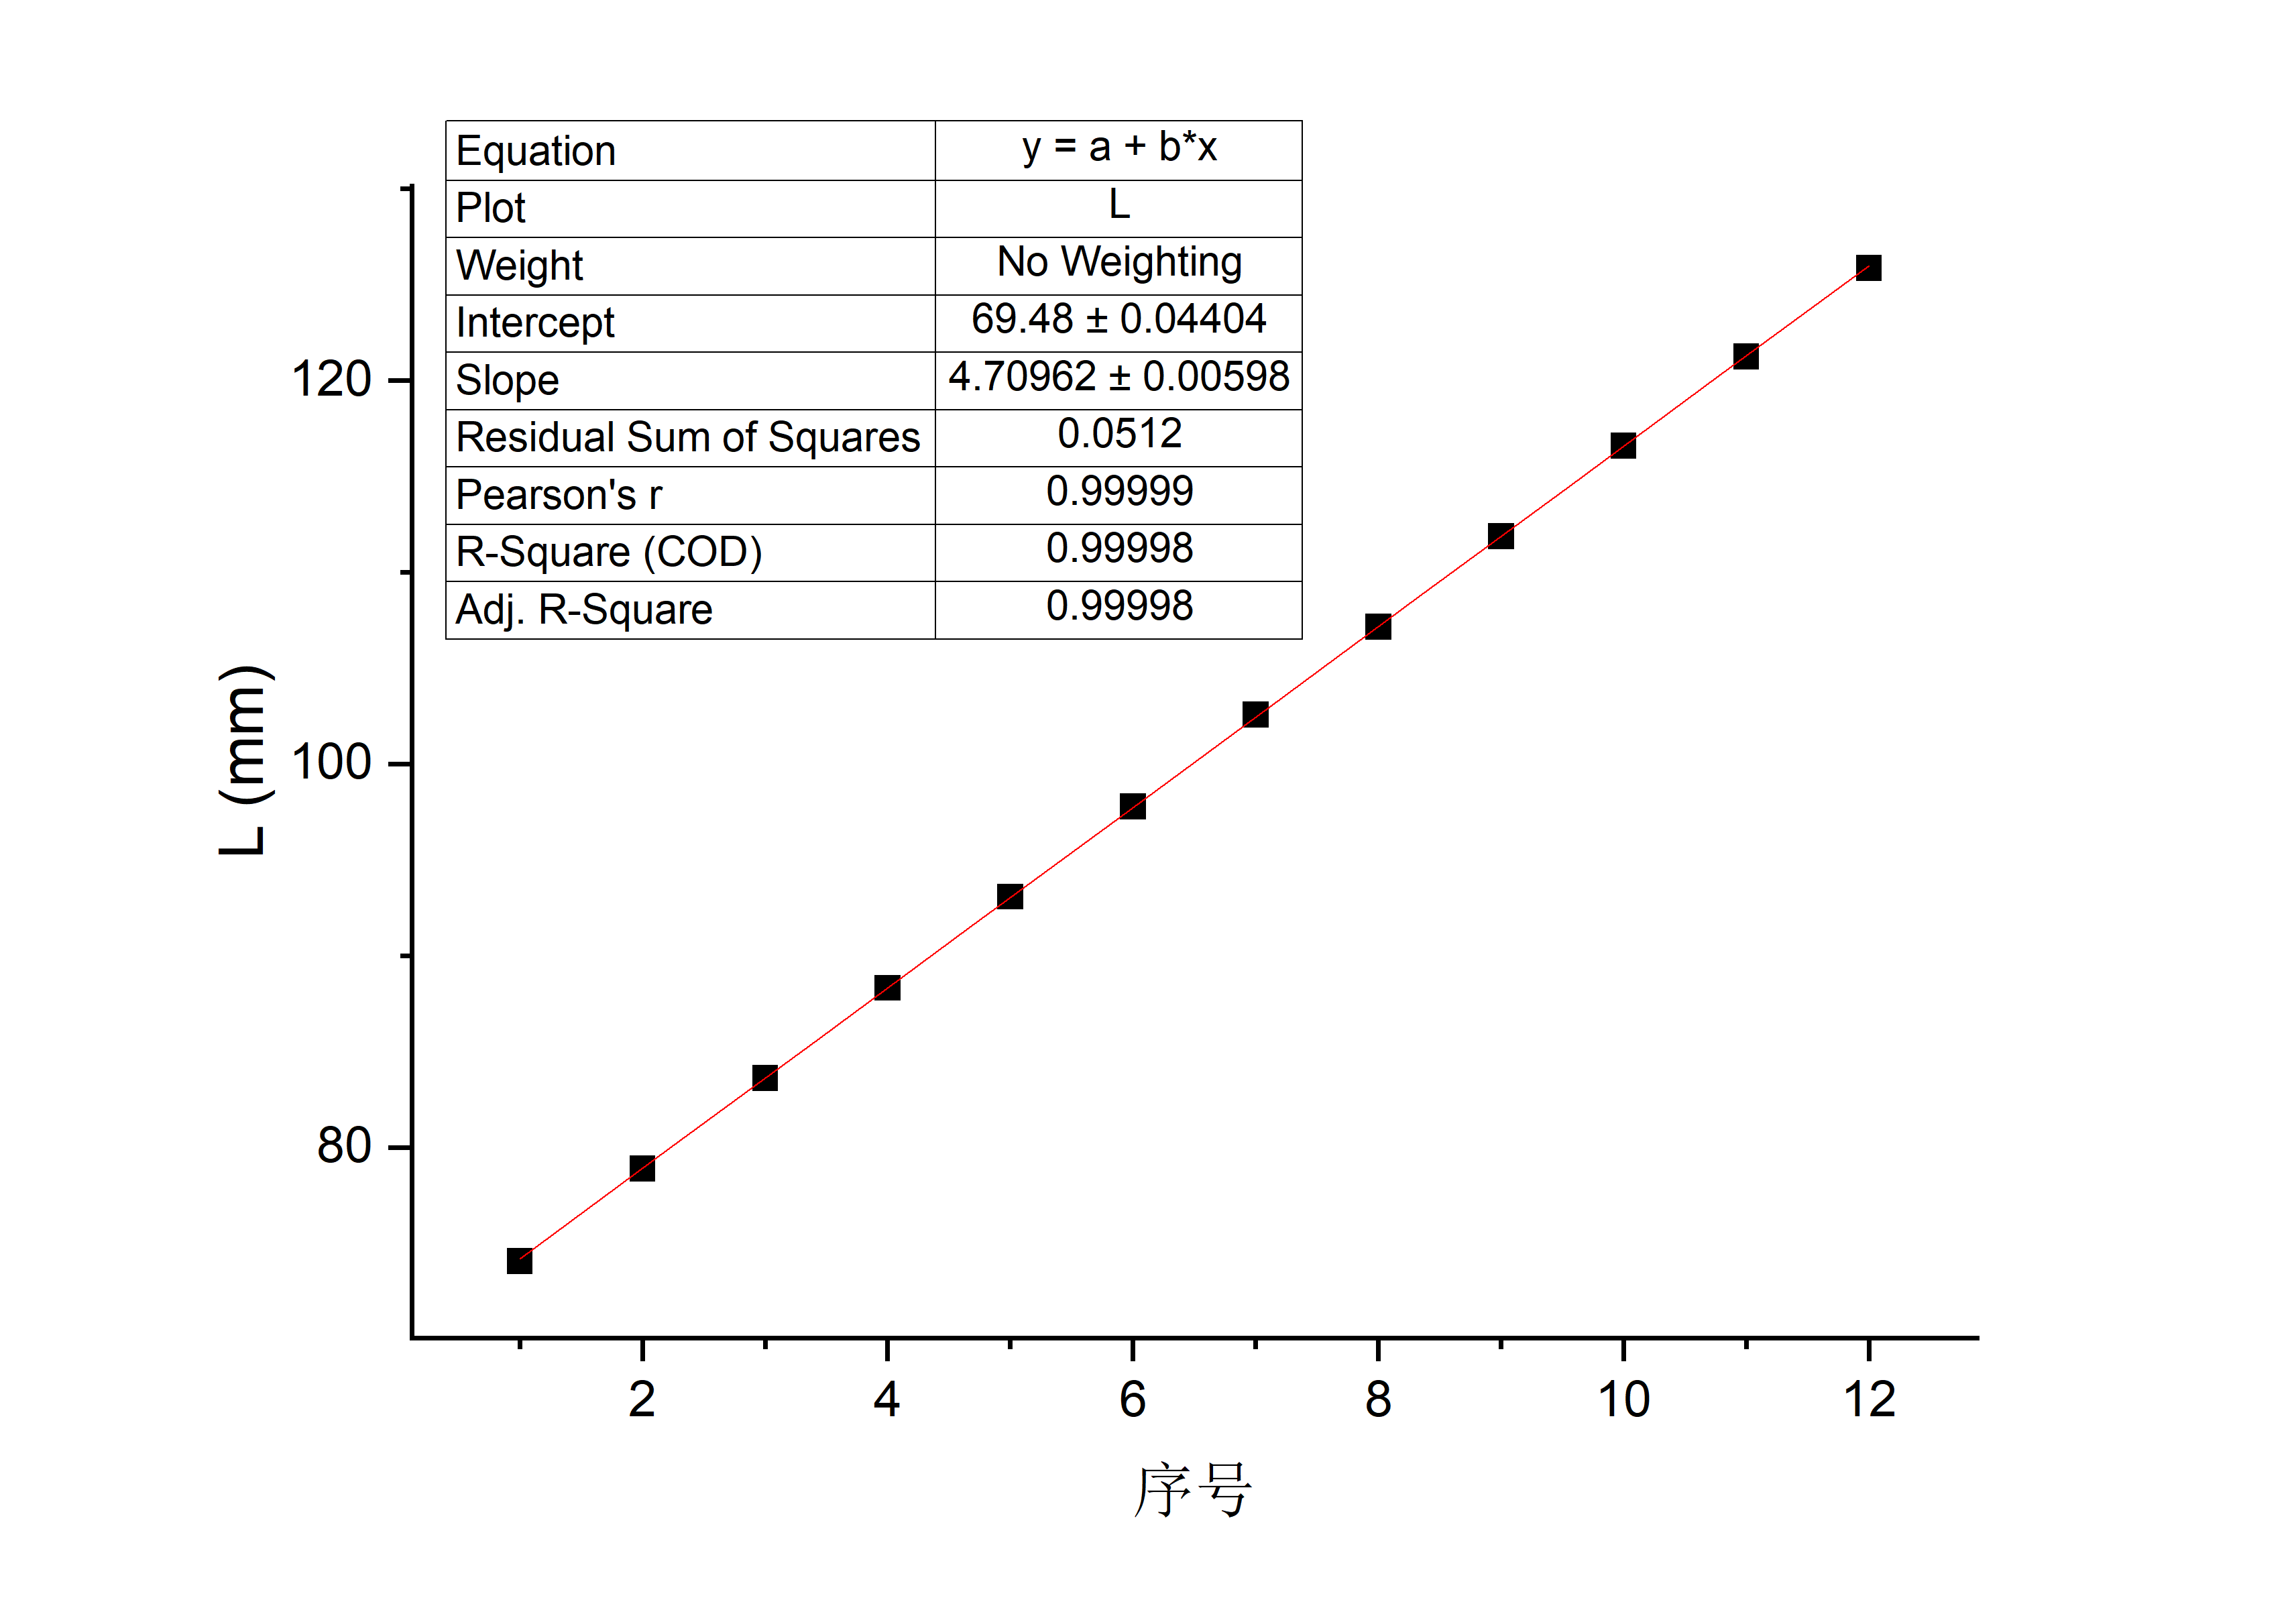 Equation y = a + b*x
Plot L
Weight No Weighting
Intercept 69.48 ± 0.04404
Slope 4.70962 ± 0.00598
Residual Sum of Squares 0.0512
Pearson's r 0.99999
R-Square (COD) 0.99998
Adj. R-Square 0.99998
120
100
80
L (mm)
2 4 6 8 10 12
序号